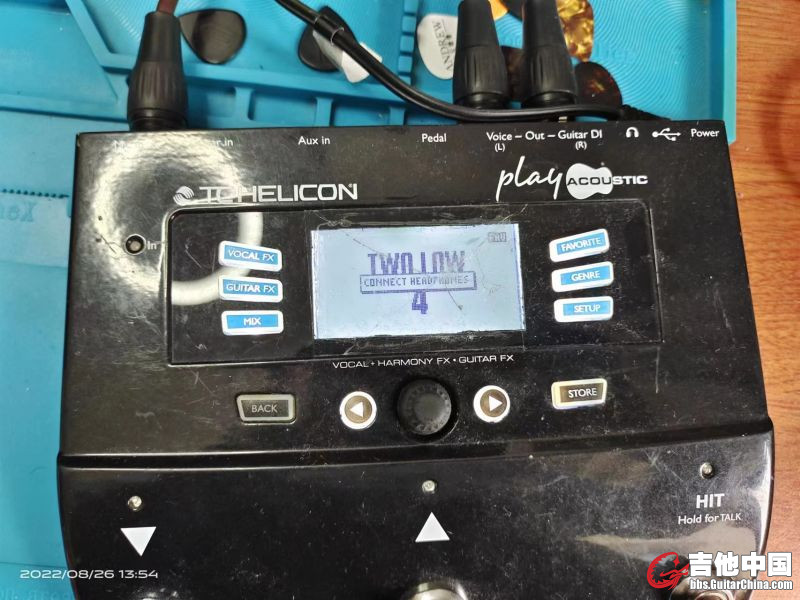 ANDREW
Aux in
Pedal
Voice – Out – Guitar DI
(L) (R)
Power
TC HELICON
play ACOUSTIC
In
VOCAL FX
GUITAR FX
MIX
TWO LOW
CONNECT HEADPHONES
4
FAVORITE
GENRE
SETUP
VOCAL + HARMONY FX • GUITAR FX
BACK
STORE
HIT
Hold for TALK
2022/08/26 13:54
吉他中国
bbs.GuitarChina.com